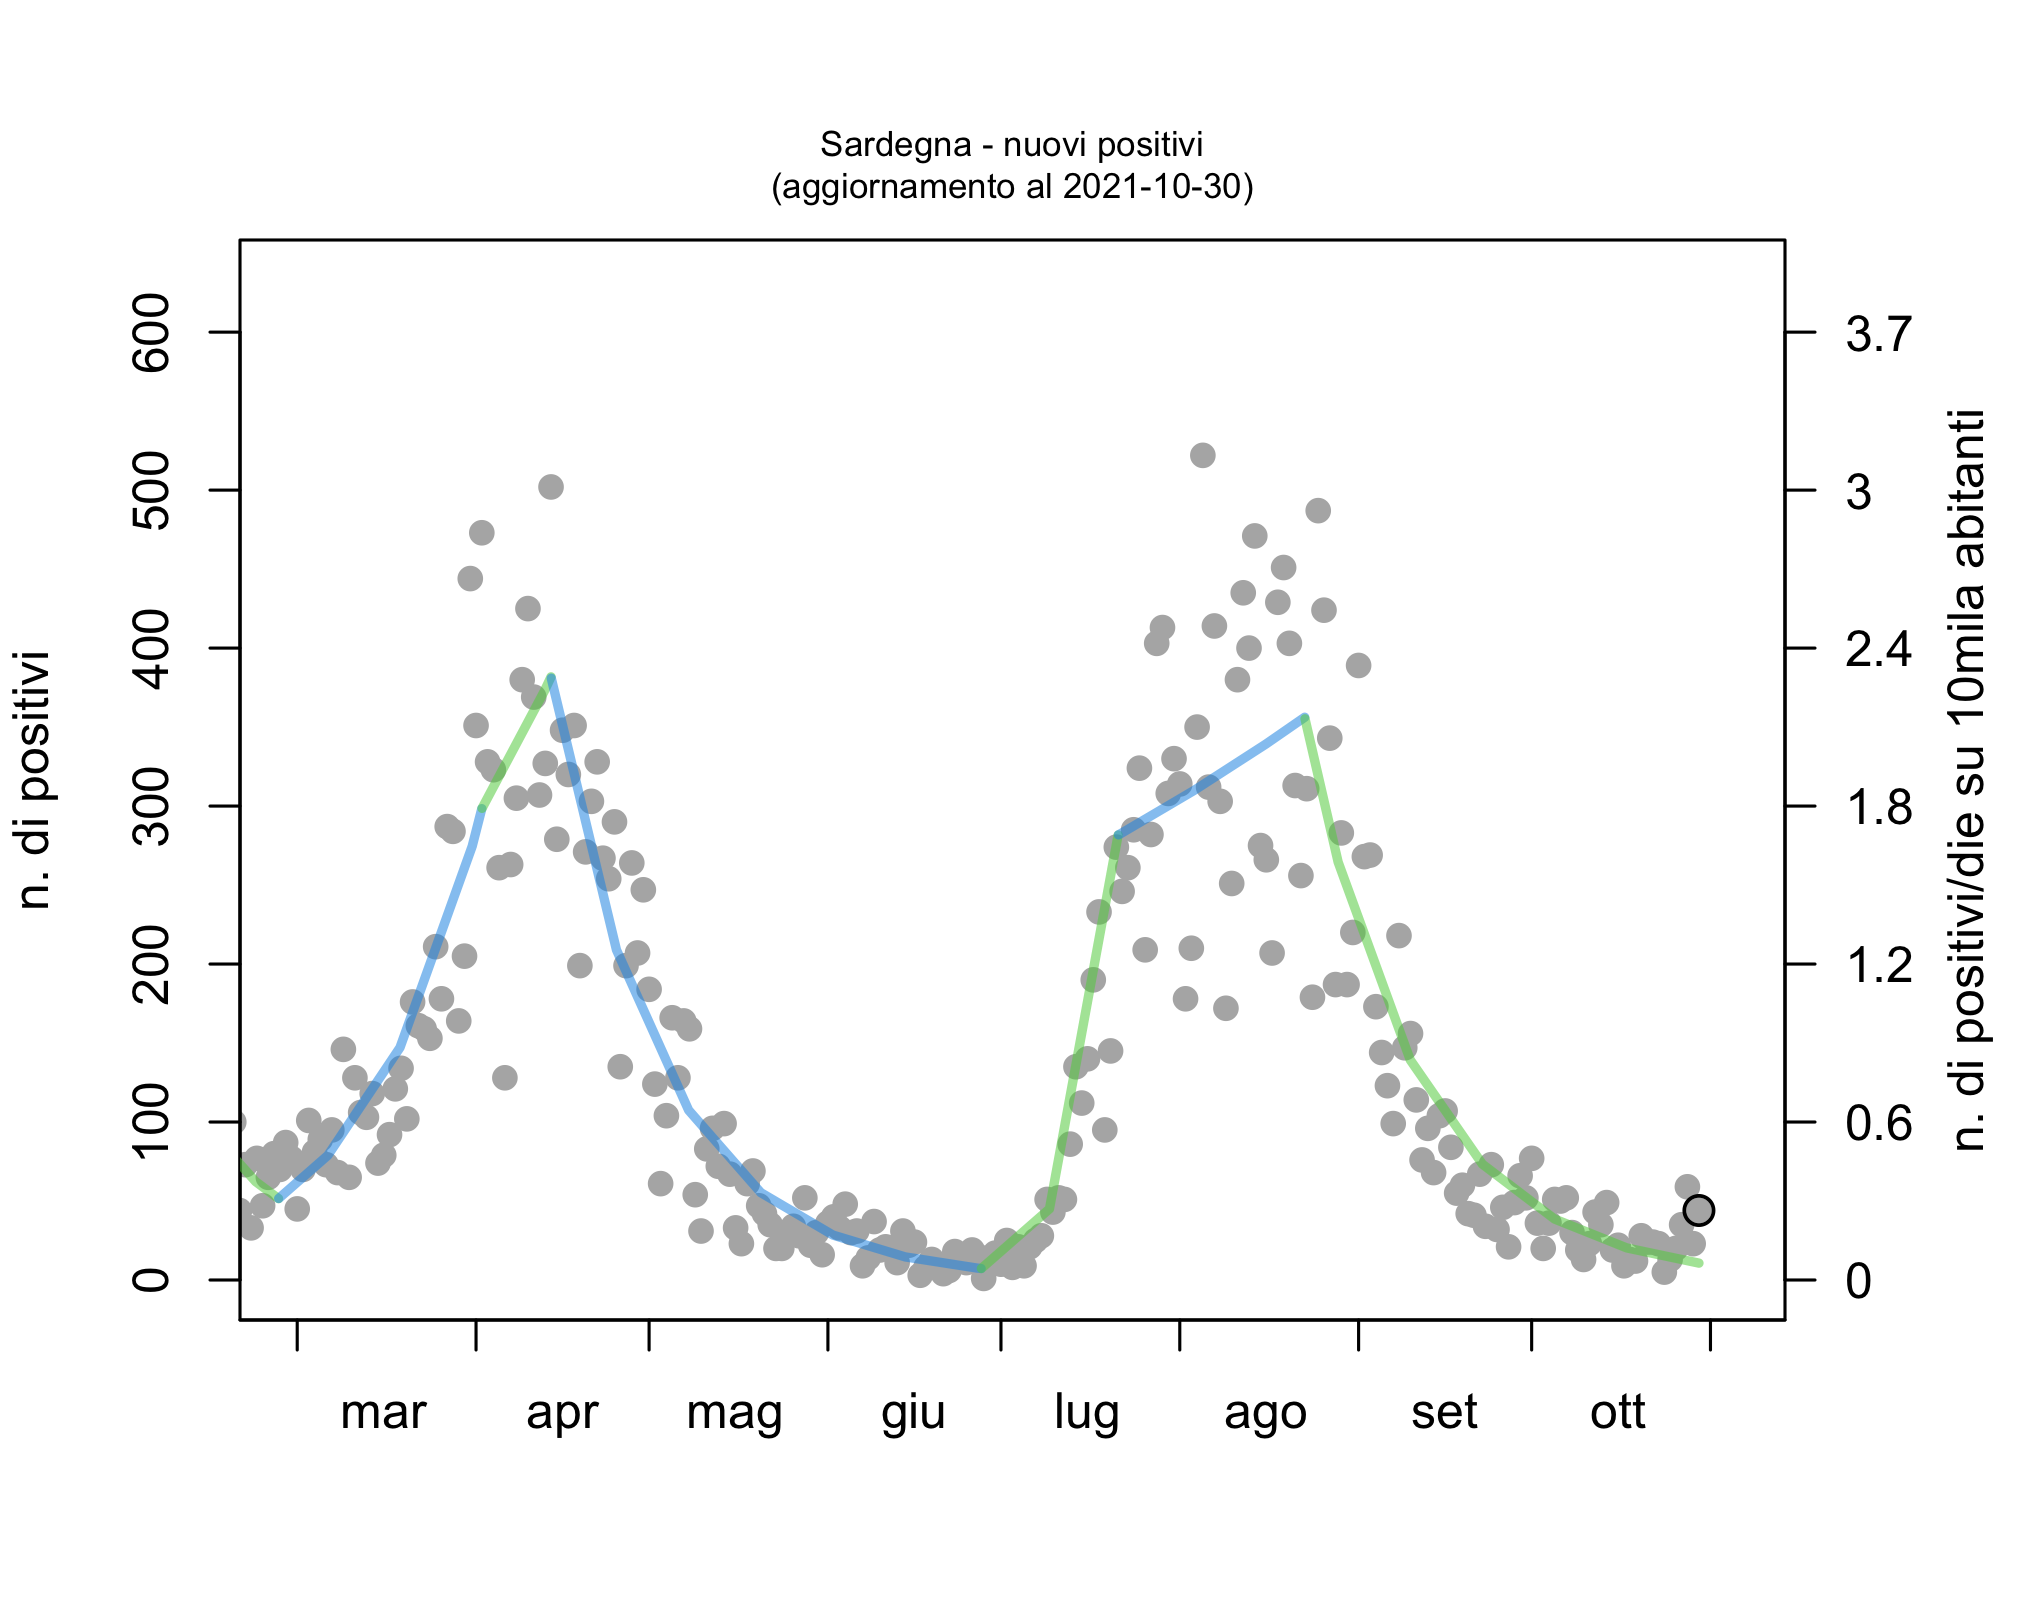 Sardegna - nuovi positivi
(aggiornamento al 2021-10-30)
n. di positivi
600
500
400
300
200
100
0
3.7
3
2.4
1.8
1.2
0.6
0
n. di positivi/die su 10mila abitanti
mar apr mag giu lug ago set ott